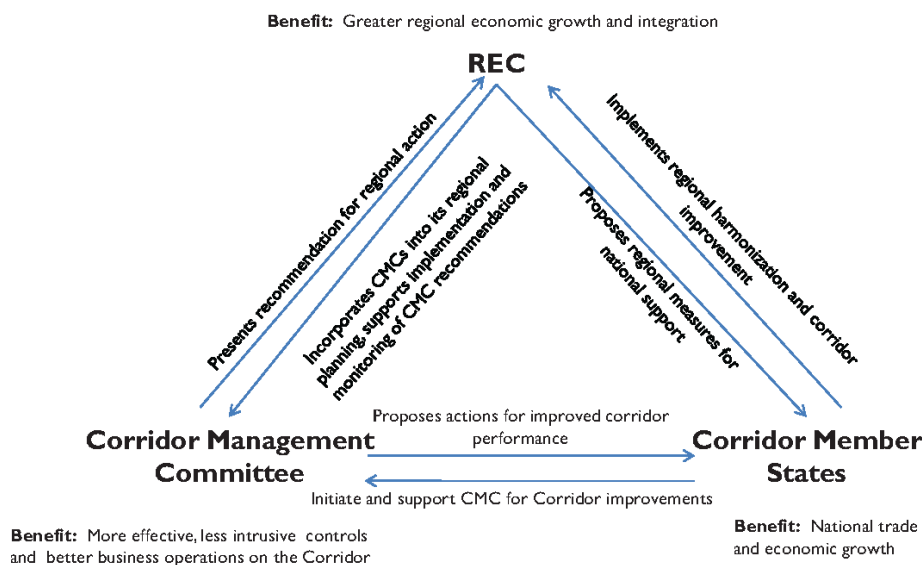 Benefit: Greater regional economic growth and integration
REC
Presents recommendation for regional action
Incorporates CMCs into its regional
planning, supports implementation and
monitoring of CMC recommendations
Proposes regional measures for
national support
Implements regional harmonization and corridor
improvement
Corridor Management
Committee
Proposes actions for improved corridor
performance
Corridor Member
States
Initiate and support CMC for Corridor improvements
Benefit: More effective, less intrusive controls
and better business operations on the Corridor
Benefit: National trade
and economic growth